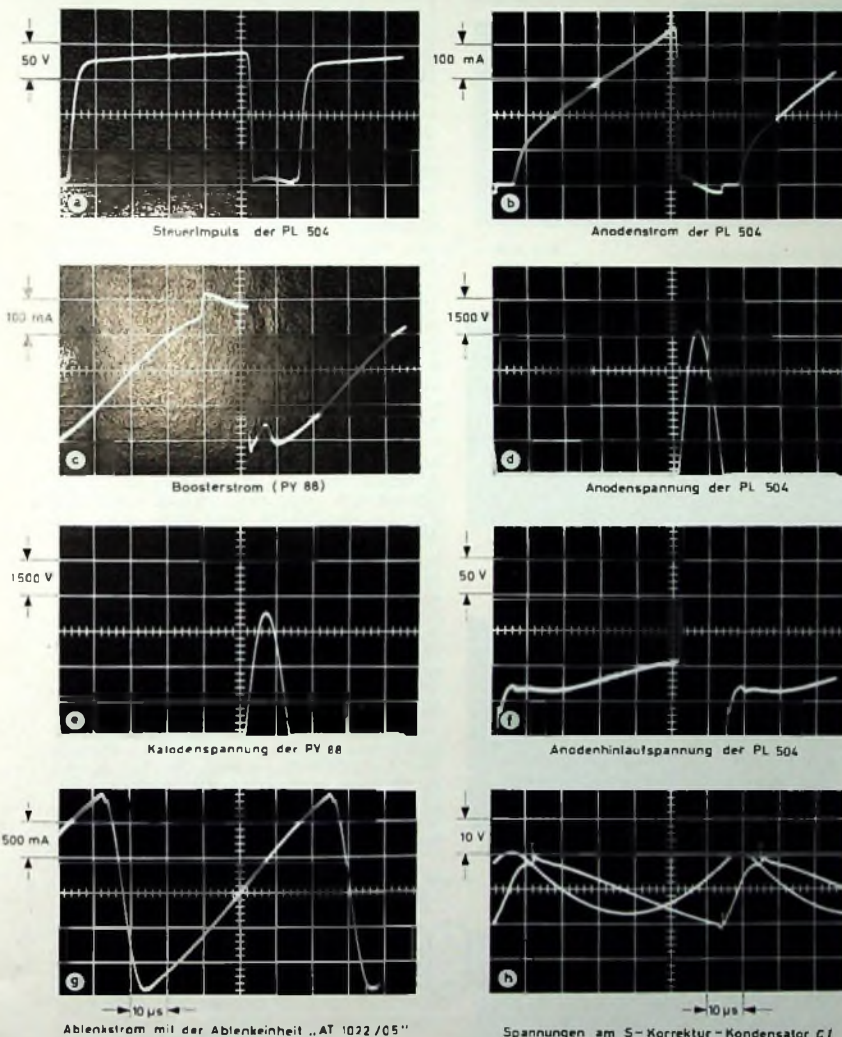 50 V
a
Steuerimpuls der PL 504
100 mA
b
Anodenstrom der PL 504
100 mA
c
Boosterstrom (PY 88)
1500 V
d
Anodenspannung der PL 504
1500 V
e
Katodenspannung der PY 88
50 V
f
Anodenhinlaufspannung der PL 504
500 mA
g
10 µs
Ablenkstrom mit der Ablenkeinheit „AT 1022/05"
10 V
h
10 µs
Spannungen am S-Korrektur-Kondensator C1